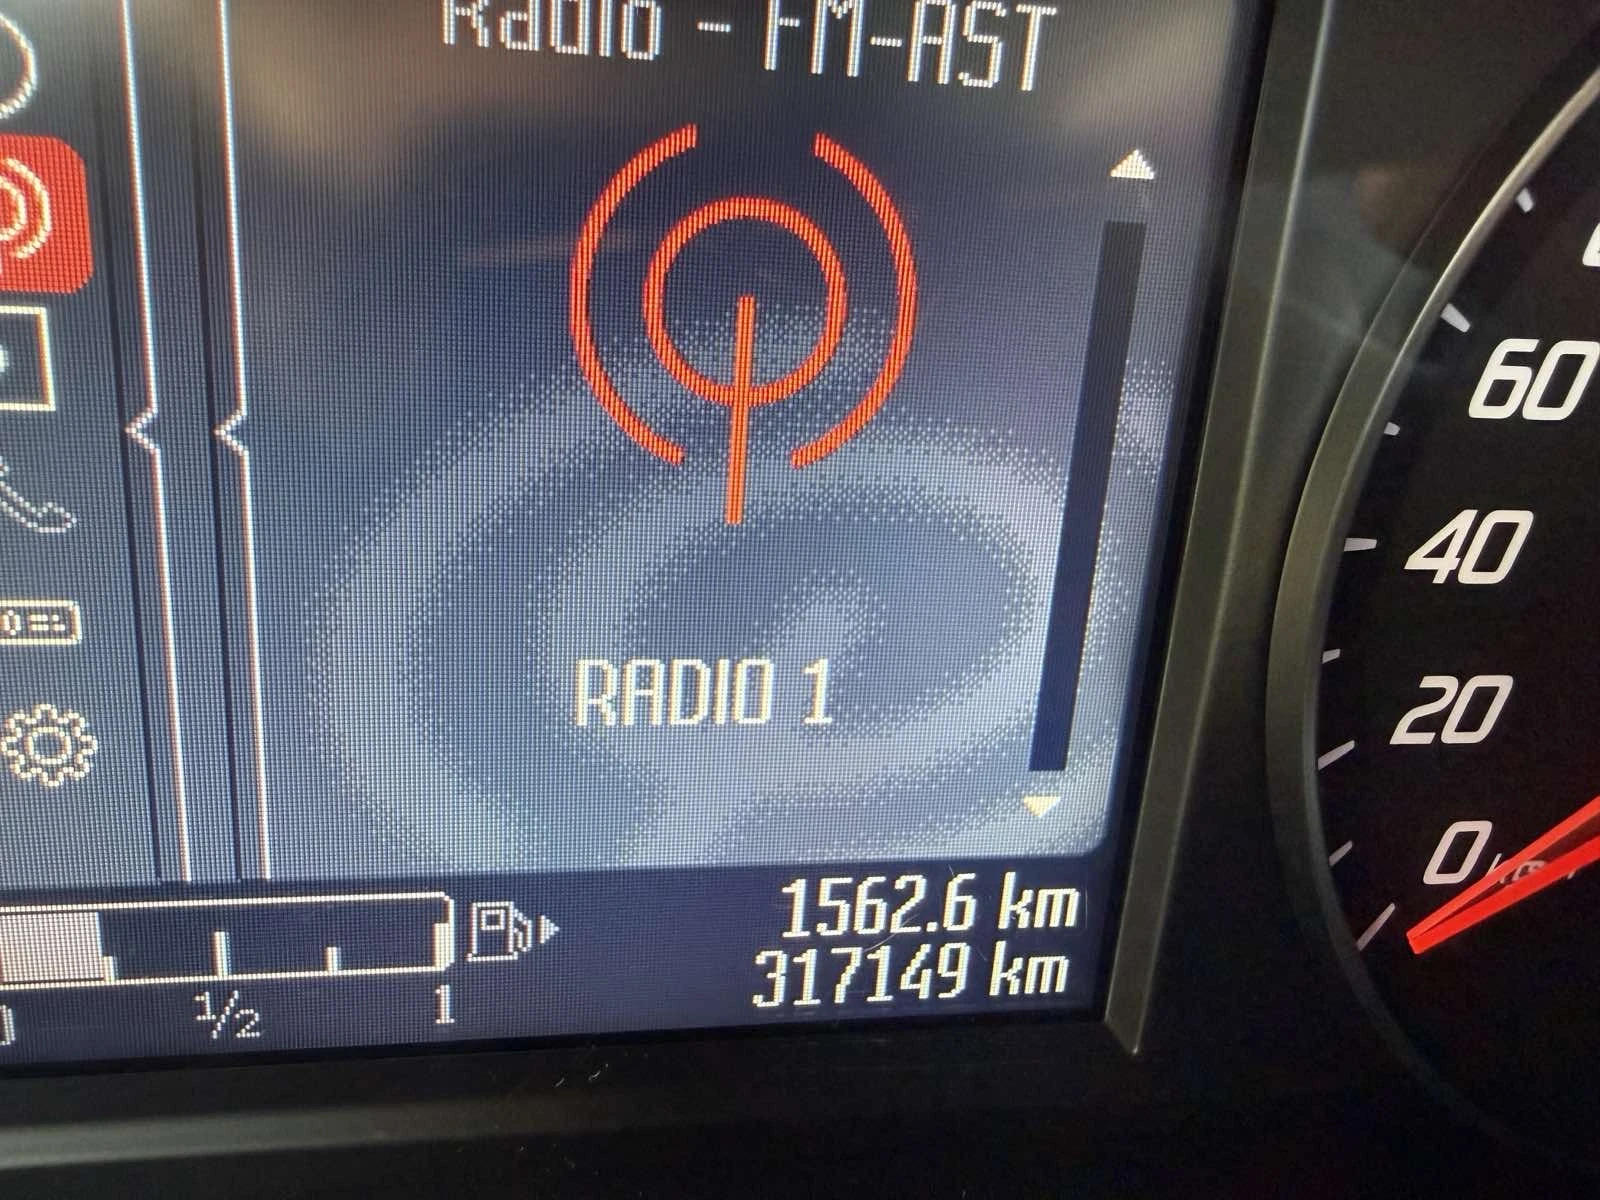 Radio - FM-AST
RADIO 1
1562.6 km
317149 km
1/2
1
60
40
20
0